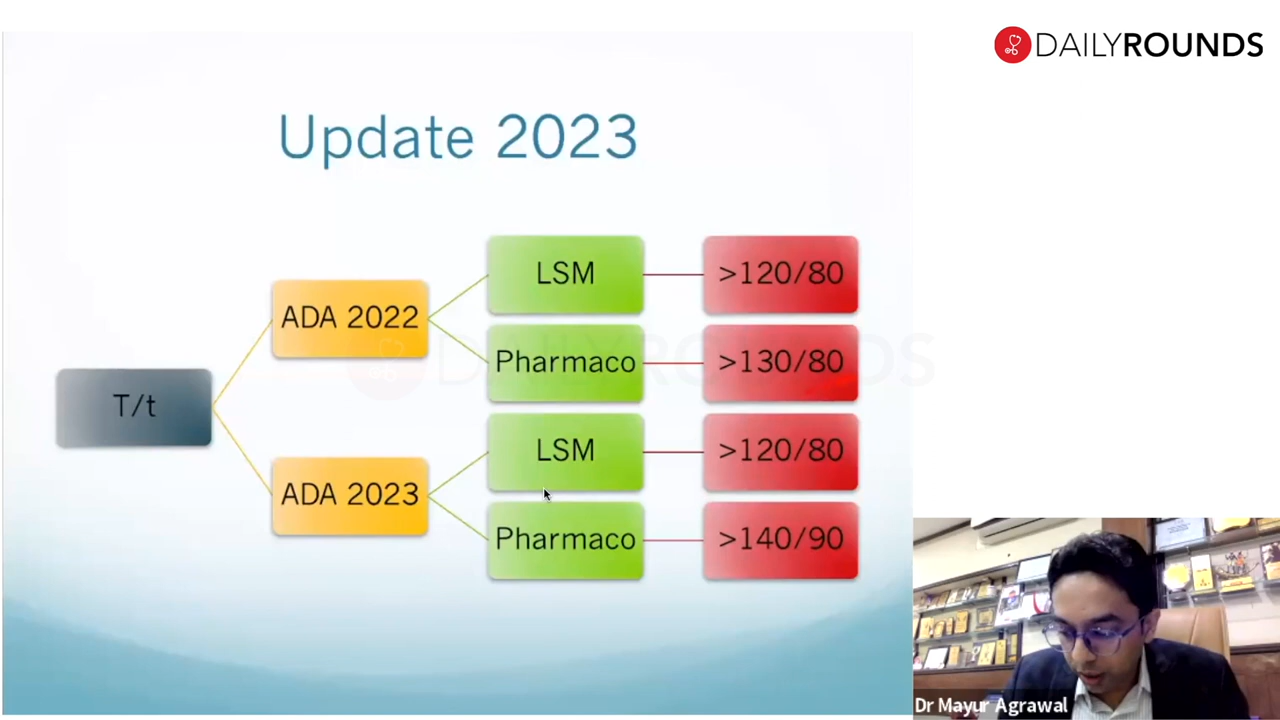 DAILYROUNDS
Update 2023
T/t
ADA 2022
LSM
>120/80
Pharmaco
>130/80
ADA 2023
LSM
>120/80
Pharmaco
>140/90
DAILYROUNDS
Dr Mayur Agrawal